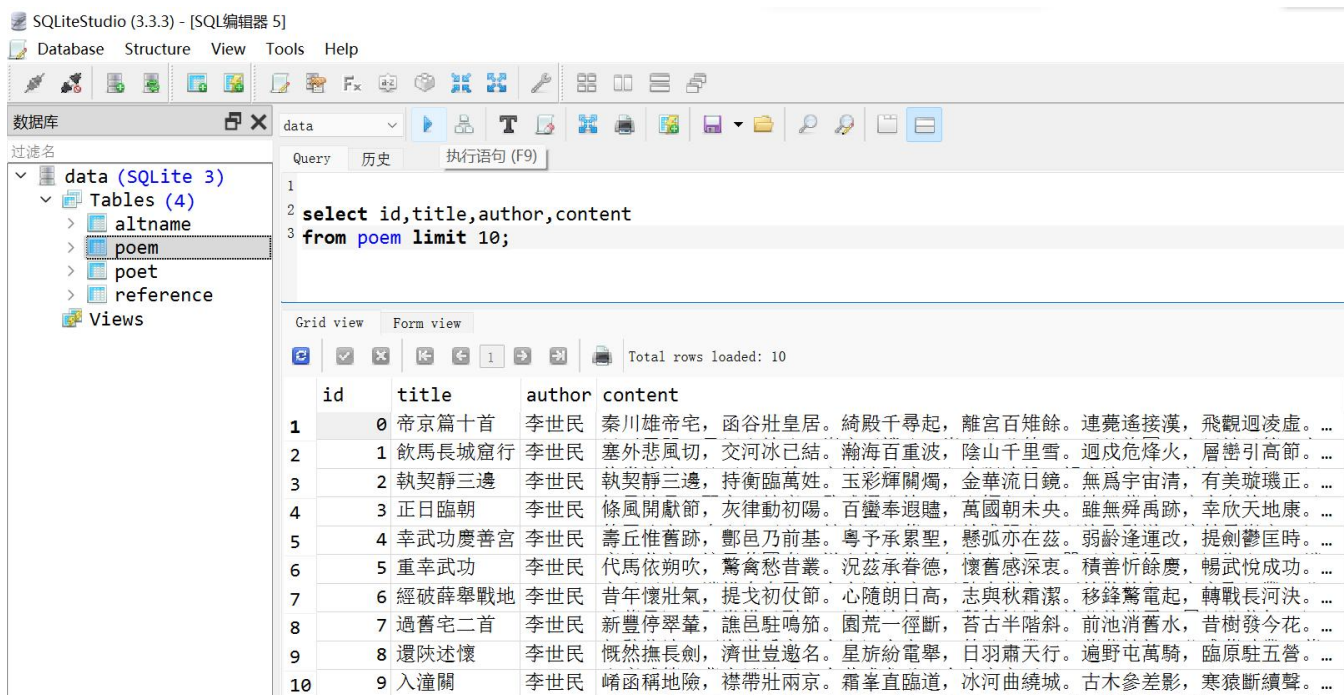 SQLiteStudio (3.3.3) - [SQL编辑器 5]
Database Structure View Tools Help
数据库
data
过滤名
Query 历史 执行语句 (F9)
data (SQLite 3)
Tables (4)
altname
poem
poet
reference
Views
1
2 select id,title,author,content
3 from poem limit 10;
Grid view Form view
1 Total rows loaded: 10
id title author content
1 0 帝京篇十首 李世民 秦川雄帝宅，函谷壯皇居。綺殿千尋起，離宮百雉餘。連薨遙接漢，飛觀迥凌虛。…
2 1 飲馬長城窟行 李世民 塞外悲風切，交河冰已結。瀚海百重波，陰山千里雪。迥戍危烽火，層巒引高節。…
3 2 執契靜三邊 李世民 執契靜三邊，持衡臨萬姓。玉彩輝關燭，金華流日鏡。無爲宇宙清，有美璇璣正。…
4 3 正日臨朝 李世民 條風開獻節，灰律動初陽。百蠻奉遐贐，萬國朝未央。雖無舜禹跡，幸欣天地康。…
5 4 幸武功慶善宮 李世民 壽丘惟舊跡，酆邑乃前基。粵予承累聖，懸弧亦在茲。弱齡逢運改，提劍鬱匡時。…
6 5 重幸武功 李世民 代馬依朔吹，驚禽愁昔叢。況茲承眷德，懷舊感深衷。積善忻餘慶，暢武悅成功。…
7 6 經破薛舉戰地 李世民 昔年懷壯氣，提戈初仗節。心隨朗日高，志與秋霜潔。移鋒驚電起，轉戰長河決。…
8 7 過舊宅二首 李世民 新豐停翠輦，譙邑駐鳴笳。園荒一徑斷，苔古半階斜。前池消舊水，昔樹發今花。…
9 8 還陝述懷 李世民 慨然撫長劍，濟世豈邀名。星旂紛電舉，日羽肅天行。遍野屯萬騎，臨原駐五營。…
10 9 入潼關 李世民 崤函稱地險，襟帶壯兩京。霜峯直臨道，冰河曲繞城。古木參差影，寒猿斷續聲。…